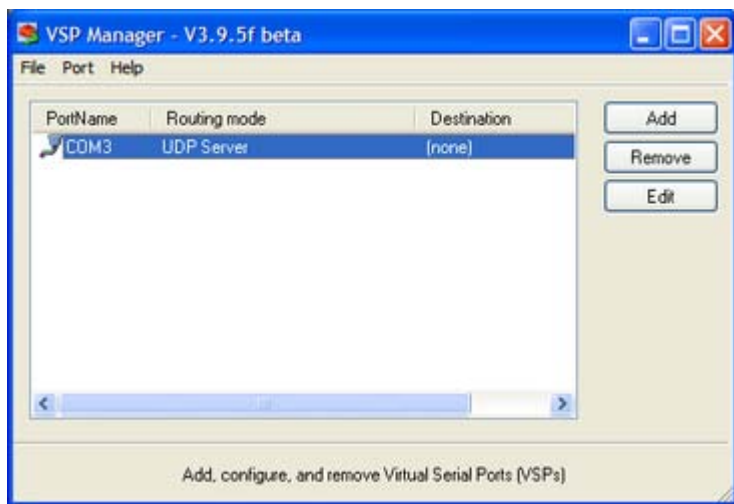 VSP Manager - V3.9.5f beta
File Port Help
PortName Routing mode Destination
COM3 UDP Server (none)
Add
Remove
Edit
Add, configure, and remove Virtual Serial Ports (VSPs)